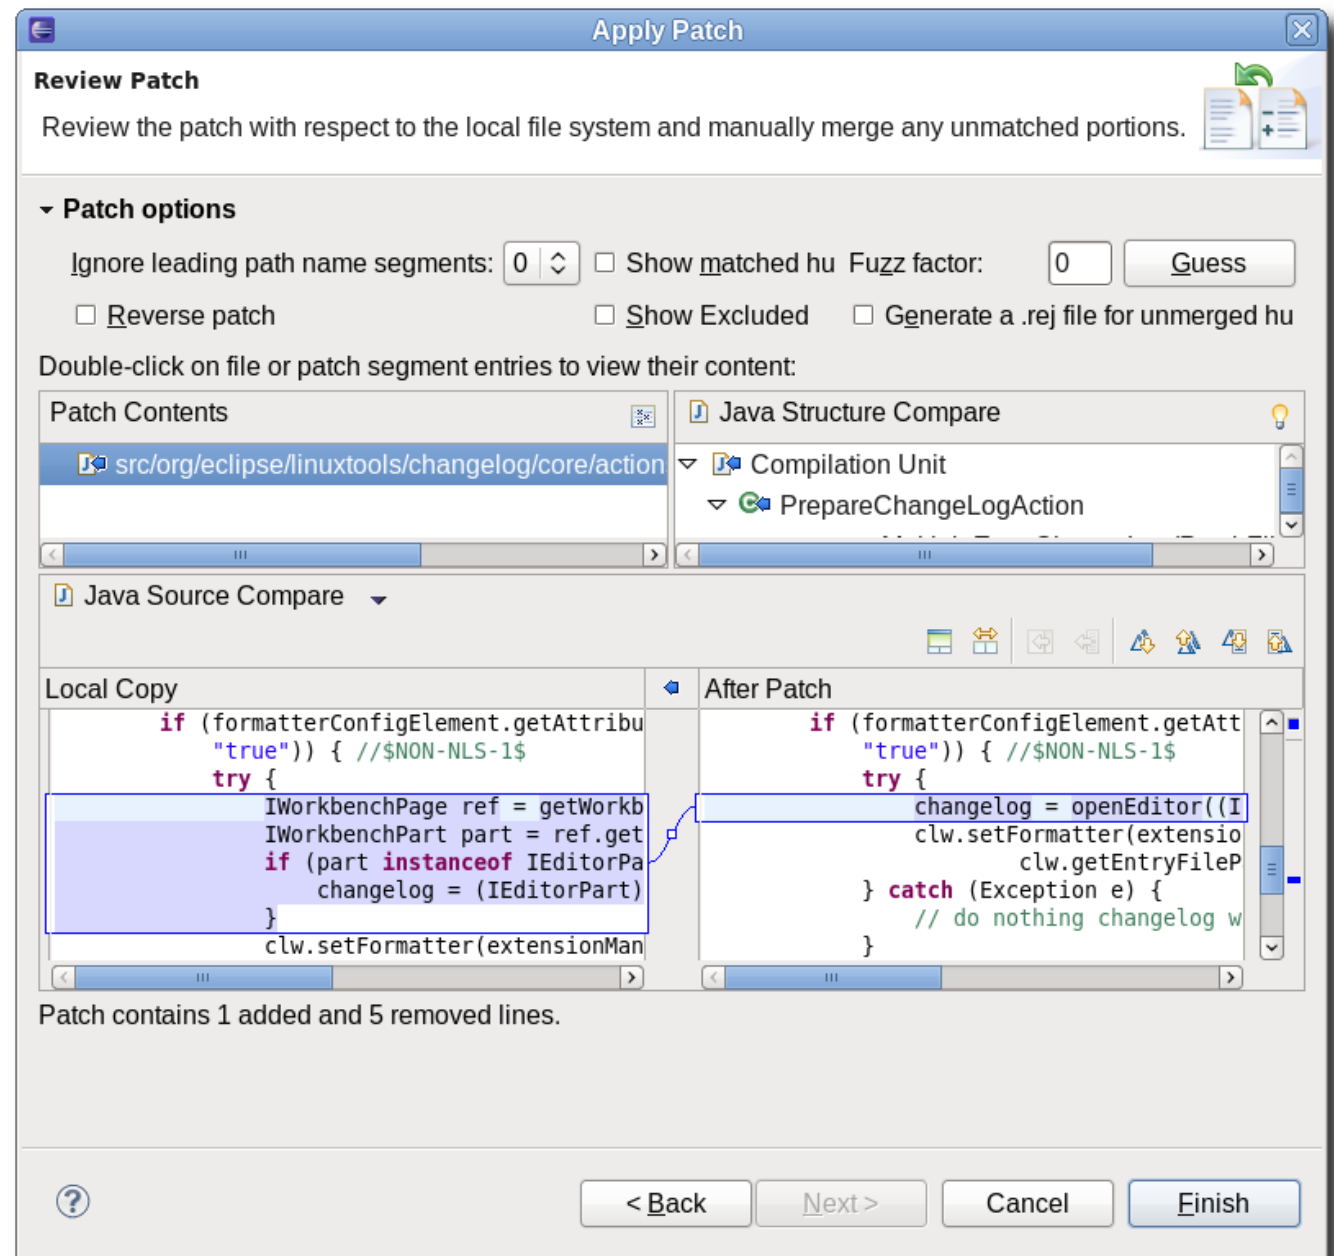 Apply Patch
Review Patch
Review the patch with respect to the local file system and manually merge any unmatched portions.
Patch options
Ignore leading path name segments: 0 Show matched hu Fuzz factor: 0 Guess
Reverse patch Show Excluded Generate a .rej file for unmerged hu
Double-click on file or patch segment entries to view their content:
Patch Contents
src/org/eclipse/linuxtools/changelog/core/action
Java Structure Compare
Compilation Unit
PrepareChangeLogAction
Java Source Compare
Local Copy
if (formatterConfigElement.getAttribu
"true")) { //$NON-NLS-1$
try {
IWorkbenchPage ref = getWorkb
IWorkbenchPart part = ref.get
if (part instanceof IEditorPa
changelog = (IEditorPart)
}
clw.setFormatter(extensionMan
After Patch
if (formatterConfigElement.getAtt
"true")) { //$NON-NLS-1$
try {
changelog = openEditor((I
clw.setFormatter(extensio
clw.getEntryFileP
} catch (Exception e) {
// do nothing changelog w
}
Patch contains 1 added and 5 removed lines.
< Back Next > Cancel Finish